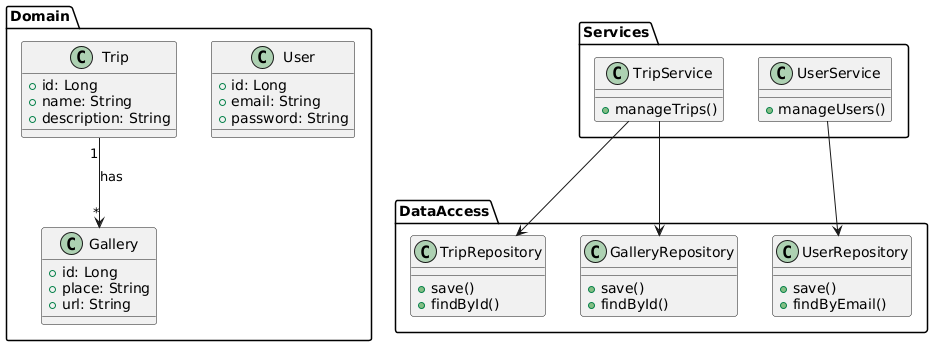 Domain
C Trip
id: Long
name: String
description: String
C User
id: Long
email: String
password: String
1
has
*
C Gallery
id: Long
place: String
url: String
Services
C TripService
manageTrips()
C UserService
manageUsers()
DataAccess
C TripRepository
save()
findById()
C GalleryRepository
save()
findById()
C UserRepository
save()
findByEmail()